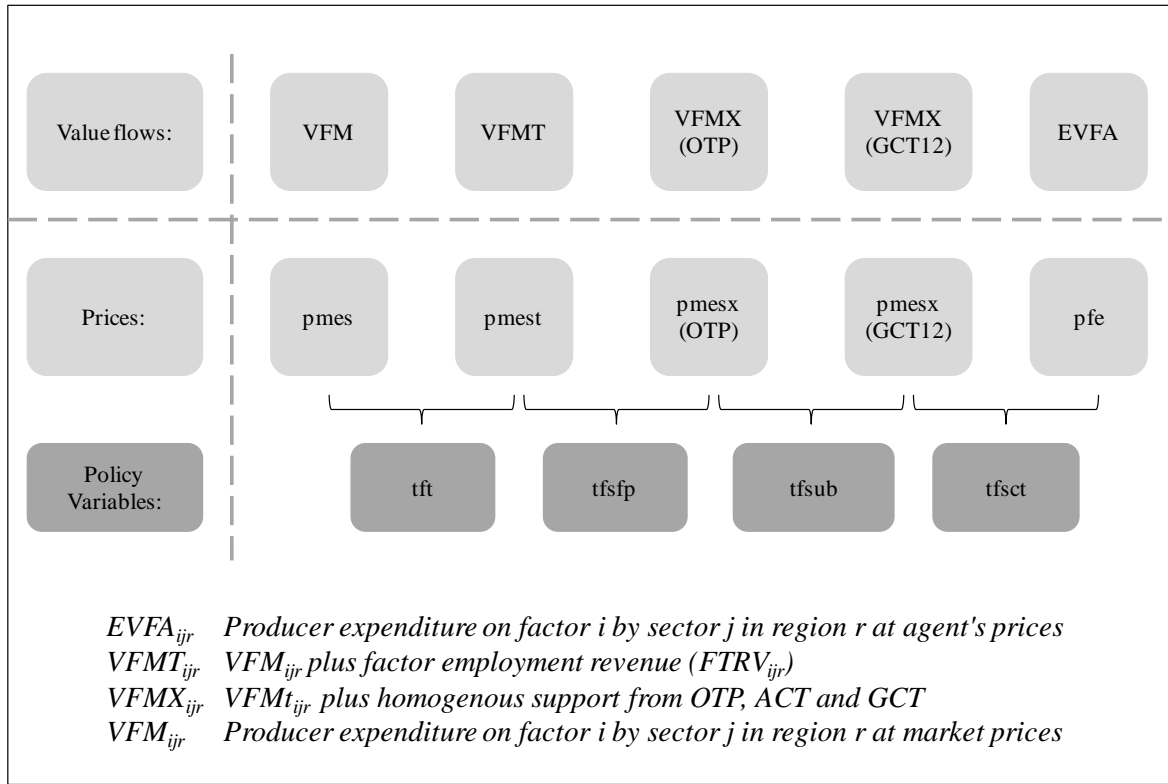 Value flows:
VFM
VFMT
VFMX
(OTP)
VFMX
(GCT12)
EVFA
Prices:
pmes
pmest
pmesx
(OTP)
pmesx
(GCT12)
pfe
Policy
Variables:
tft
tfsfp
tfsub
tfsct
EVFAijr Producer expenditure on factor i by sector j in region r at agent's prices
VFMTijr VFMijr plus factor employment revenue (FTRVijr)
VFMXijr VFMtijr plus homogenous support from OTP, ACT and GCT
VFMijr Producer expenditure on factor i by sector j in region r at market prices